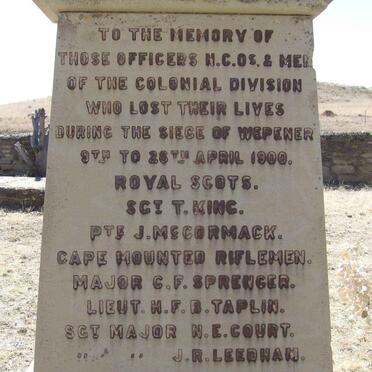 TO THE MEMORY OF
THOSE OFFICERS N.C.OS. & MEN
OF THE COLONIAL DIVISION
WHO LOST THEIR LIVES
DURING THE SIEGE OF WEPENER
9TH TO 26TH APRIL 1900.
ROYAL SCOTS.
SGT T. KING.
PTE J. MCCORMACK.
CAPE MOUNTED RIFLEMEN.
MAJOR C.F. SPRENGER.
LIEUT. H.F.B. TAPLIN.
SGT MAJOR N.E. COURT.
" " J.R. LEEDHAM.